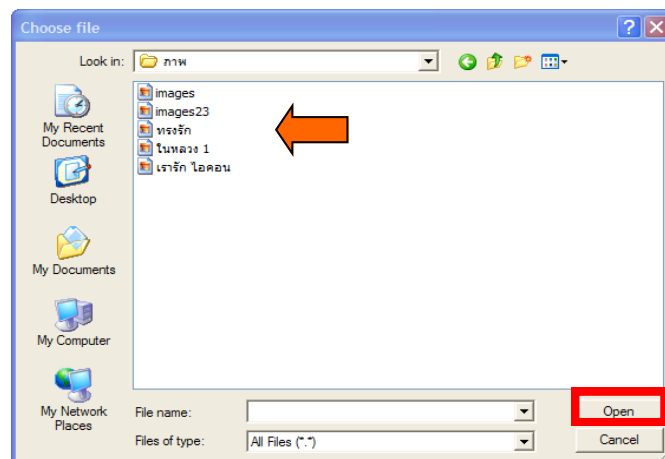 Choose file
Look in:
ภาพ
My Recent
Documents
Desktop
My Documents
My Computer
My Network
Places
images
images23
ทรงรัก
ในหลวง 1
เรารัก ไอคอน
File name:
Open
Files of type:
All Files (*.*)
Cancel